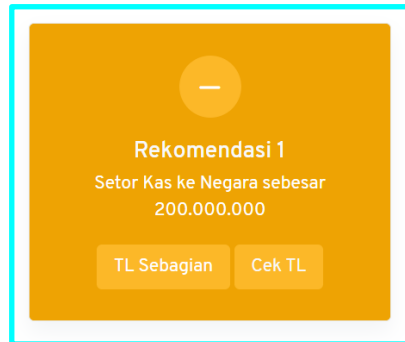 Rekomendasi 1
Setor Kas ke Negara sebesar
200.000.000
TL Sebagian Cek TL